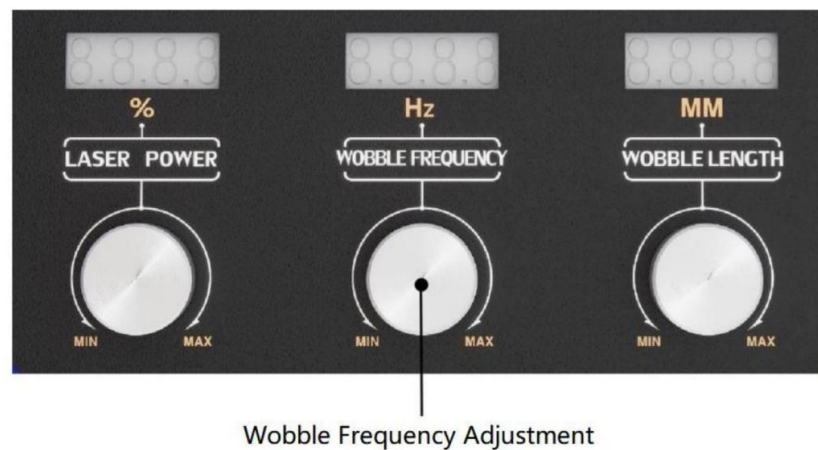 8.8.8.8
8.8.8.8
8.8.8.8
%
Hz
MM
LASER POWER
WOBBLE FREQUENCY
WOBBLE LENGTH
MIN
MAX
MIN
MAX
MIN
MAX
Wobble Frequency Adjustment